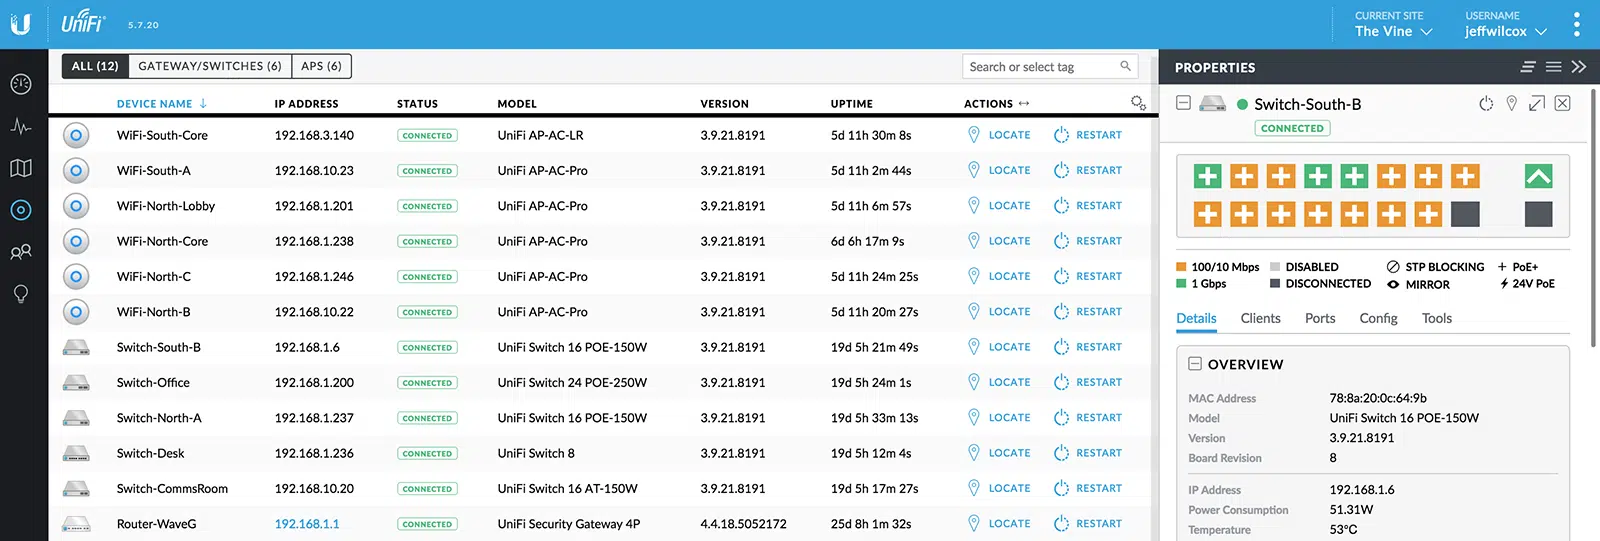 UniFi 5.7.20
CURRENT SITE USERNAME
The Vine jeffwilcox
ALL (12) GATEWAY/SWITCHES (6) APS (6) Search or select tag
DEVICE NAME ↓ IP ADDRESS STATUS MODEL VERSION UPTIME ACTIONS ↔
WiFi-South-Core 192.168.3.140 CONNECTED UniFi AP-AC-LR 3.9.21.8191 5d 11h 30m 8s LOCATE RESTART
WiFi-South-A 192.168.10.23 CONNECTED UniFi AP-AC-Pro 3.9.21.8191 5d 11h 2m 44s LOCATE RESTART
WiFi-North-Lobby 192.168.1.201 CONNECTED UniFi AP-AC-Pro 3.9.21.8191 5d 11h 6m 57s LOCATE RESTART
WiFi-North-Core 192.168.1.238 CONNECTED UniFi AP-AC-Pro 3.9.21.8191 6d 6h 17m 9s LOCATE RESTART
WiFi-North-C 192.168.1.246 CONNECTED UniFi AP-AC-Pro 3.9.21.8191 5d 11h 24m 25s LOCATE RESTART
WiFi-North-B 192.168.10.22 CONNECTED UniFi AP-AC-Pro 3.9.21.8191 5d 11h 20m 27s LOCATE RESTART
Switch-South-B 192.168.1.6 CONNECTED UniFi Switch 16 POE-150W 3.9.21.8191 19d 5h 21m 49s LOCATE RESTART
Switch-Office 192.168.1.200 CONNECTED UniFi Switch 24 POE-250W 3.9.21.8191 19d 5h 24m 1s LOCATE RESTART
Switch-North-A 192.168.1.237 CONNECTED UniFi Switch 16 POE-150W 3.9.21.8191 19d 5h 33m 13s LOCATE RESTART
Switch-Desk 192.168.1.236 CONNECTED UniFi Switch 8 3.9.21.8191 19d 5h 12m 4s LOCATE RESTART
Switch-CommsRoom 192.168.10.20 CONNECTED UniFi Switch 16 AT-150W 3.9.21.8191 19d 5h 17m 27s LOCATE RESTART
Router-WaveG 192.168.1.1 CONNECTED UniFi Security Gateway 4P 4.4.18.5052172 25d 8h 1m 32s LOCATE RESTART
PROPERTIES
Switch-South-B
CONNECTED
100/10 Mbps DISABLED STP BLOCKING PoE+
1 Gbps DISCONNECTED MIRROR 24V PoE
Details Clients Ports Config Tools
OVERVIEW
MAC Address 78:8a:20:0c:64:9b
Model UniFi Switch 16 POE-150W
Version 3.9.21.8191
Board Revision 8
IP Address 192.168.1.6
Power Consumption 51.31W
Temperature 53°C